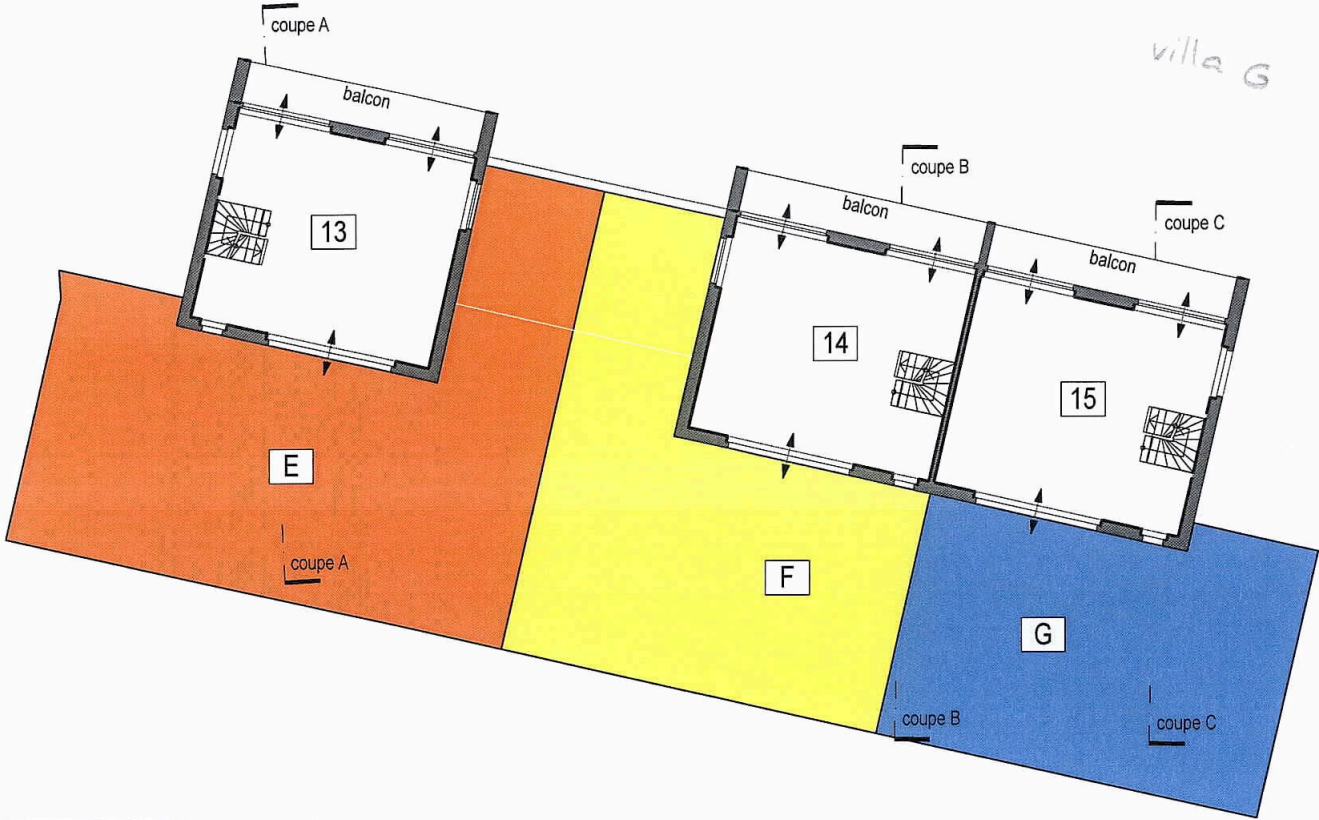 coupe A
villa G
balcon
coupe B
balcon
coupe C
13
balcon
14
15
E
coupe A
F
G
coupe B
coupe C